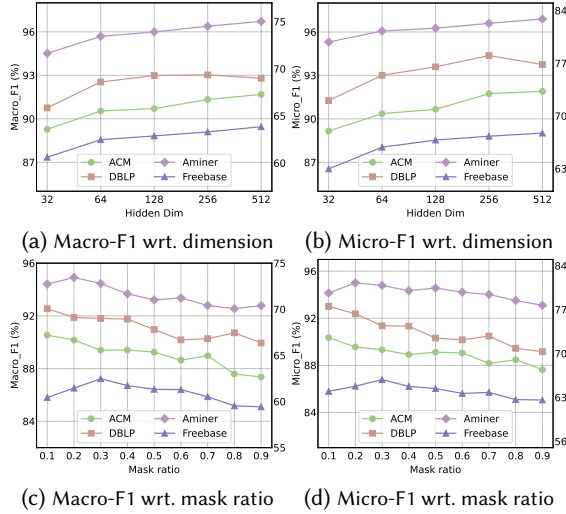 96
93
90
87
Macro_F1 (%)
75
70
65
60
32 64 128 256 512
Hidden Dim
ACM Aminer
DBLP Freebase
(a) Macro-F1 wrt. dimension
96
93
90
87
Micro_F1 (%)
84
77
70
63
32 64 128 256 512
Hidden Dim
ACM Aminer
DBLP Freebase
(b) Micro-F1 wrt. dimension
96
92
88
84
Macro_F1 (%)
75
70
65
60
55
0.1 0.2 0.3 0.4 0.5 0.6 0.7 0.8 0.9
Mask ratio
ACM Aminer
DBLP Freebase
(c) Macro-F1 wrt. mask ratio
96
92
88
84
Micro_F1 (%)
84
77
70
63
56
0.1 0.2 0.3 0.4 0.5 0.6 0.7 0.8 0.9
Mask ratio
ACM Aminer
DBLP Freebase
(d) Micro-F1 wrt. mask ratio